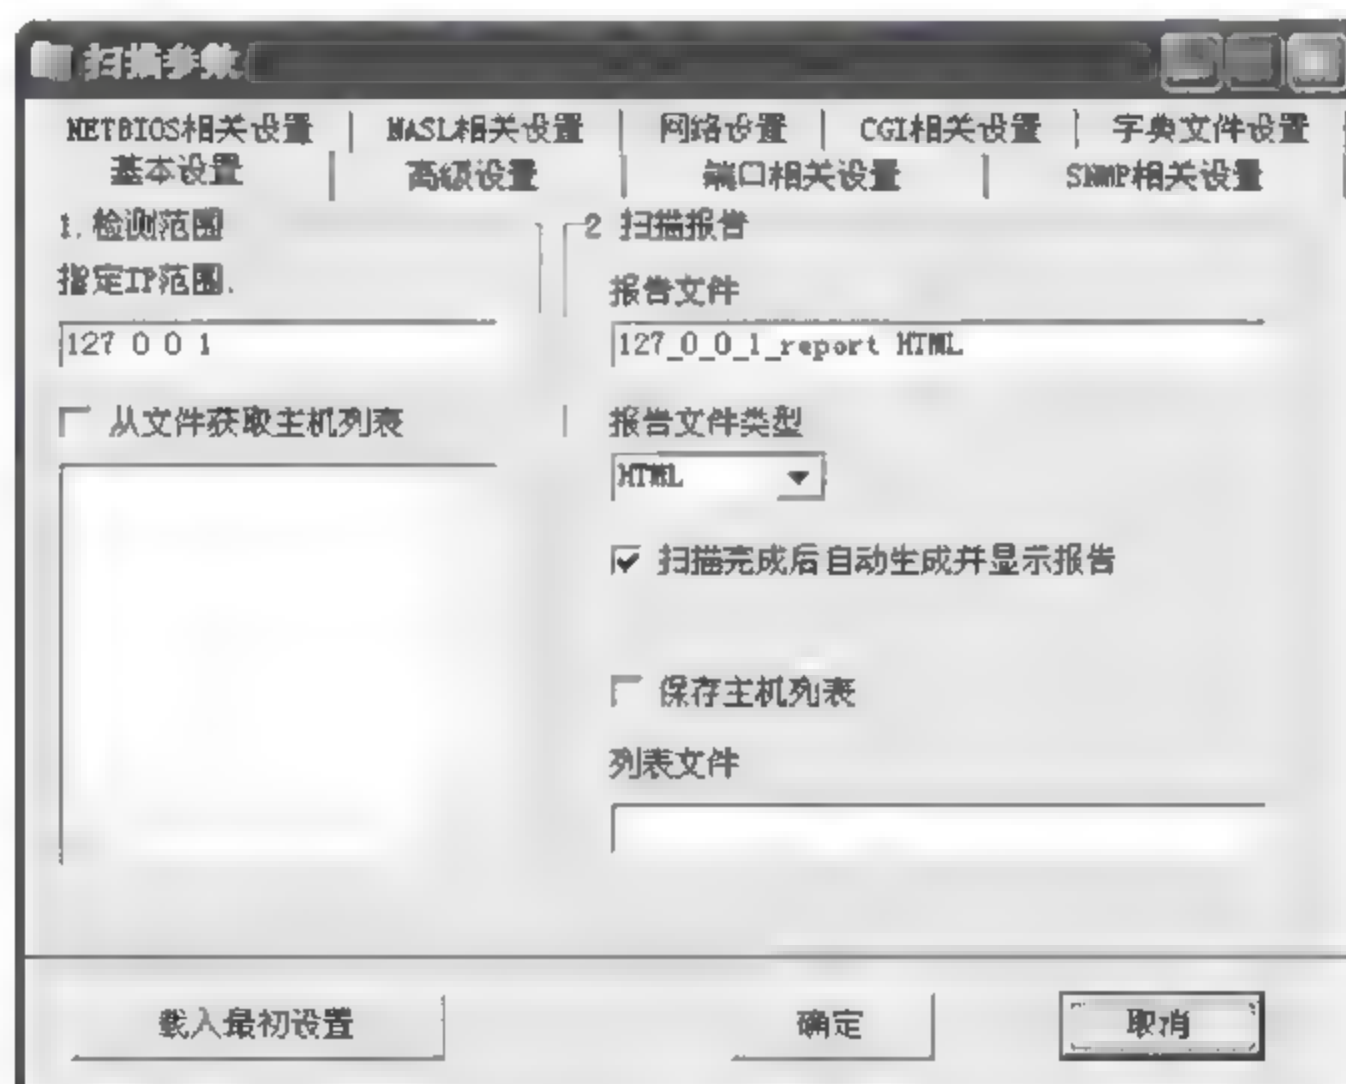 扫描参数
NETBIOS相关设置 NASL相关设置 网络设置 CGI相关设置 字典文件设置
基本设置 高级设置 端口相关设置 SNMP相关设置
1. 检测范围
指定IP范围.
127 0 0 1
从文件获取主机列表
2 扫描报告
报告文件
127_0_0_1_report HTML
报告文件类型
HTML
扫描完成后自动生成并显示报告
保存主机列表
列表文件
载入最初设置 确定 取消